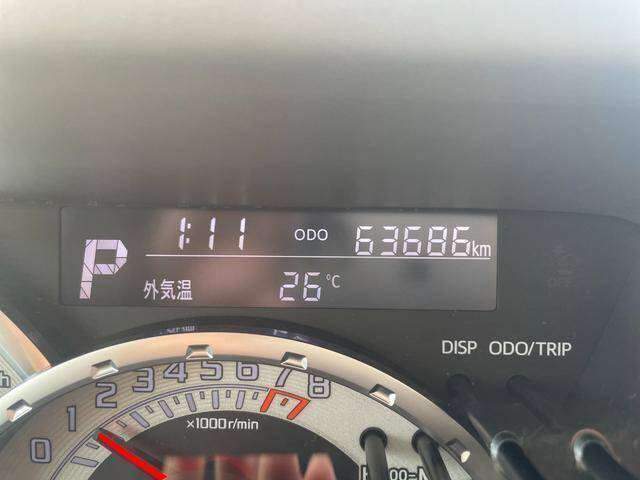 1:11 ODO 63686km
P
外気温 26℃
OFF
DISP ODO/TRIP
0 1 2 3 4 5 6 7 8
×1000r/min